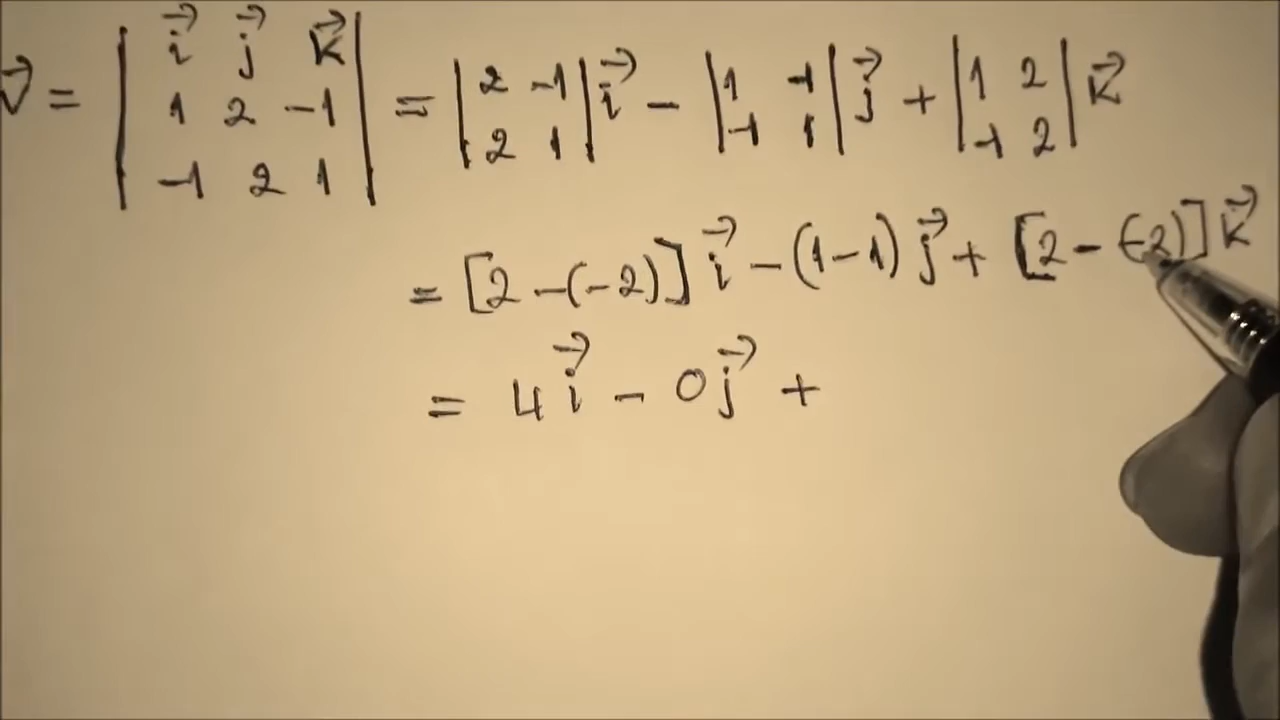 V⃗ = | i⃗ j⃗ k⃗ | = | 2 -1 | i⃗ - | 1 -1 | j⃗ + | 1 2 | k⃗
| 1 2 -1 | | 2 1 | | -1 1 | | -1 2 |
| -1 2 1 |
= [2 -(-2)] i⃗ - (1-1) j⃗ + [2 - (-2)] k⃗
= 4 i⃗ - 0 j⃗ +